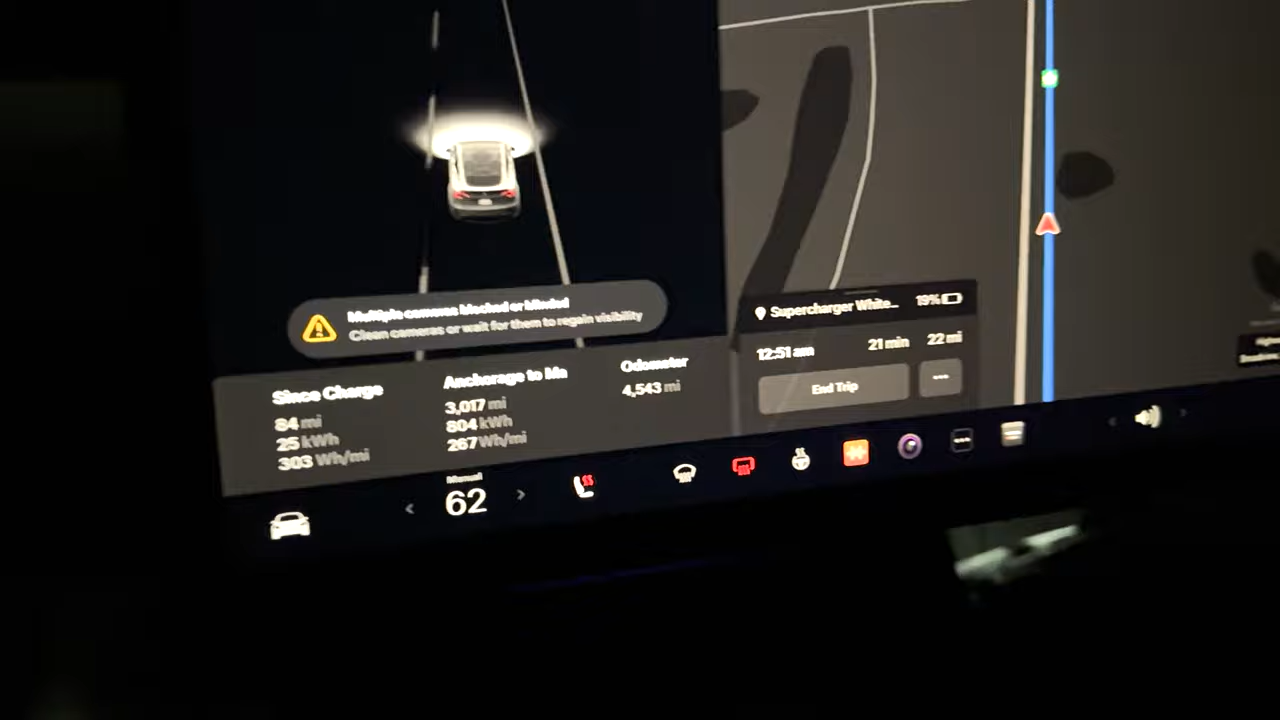 Multiple cameras blocked or blinded
Clean cameras or wait for them to regain visibility
Since Charge
84 mi
25 kWh
303 Wh/mi
Anchorage to Ma
3,017 mi
804 kWh
267 Wh/mi
Odometer
4,543 mi
Supercharger White...
19%
12:51 am
21 min
22 mi
End Trip
Manual
62